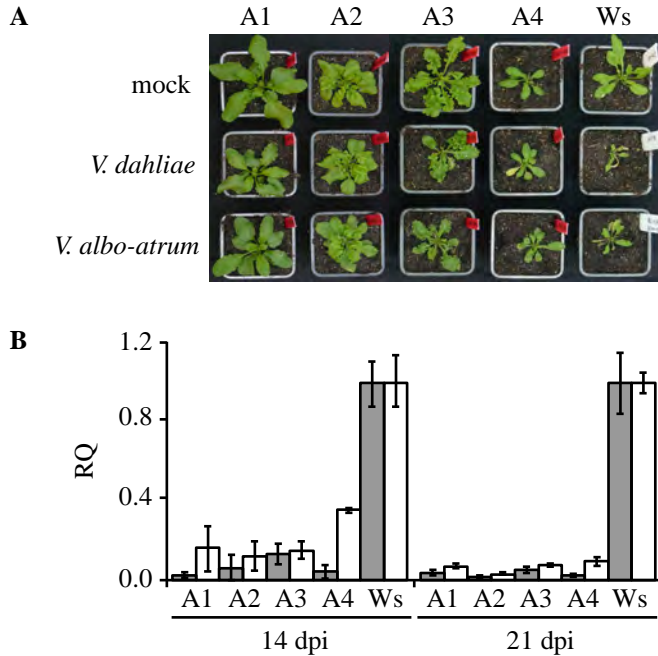 A A1 A2 A3 A4 Ws
mock
V. dahliae
V. albo-atrum
B
1.2
0.8
0.4
0.0
RQ
A1 A2 A3 A4 Ws A1 A2 A3 A4 Ws
14 dpi 21 dpi